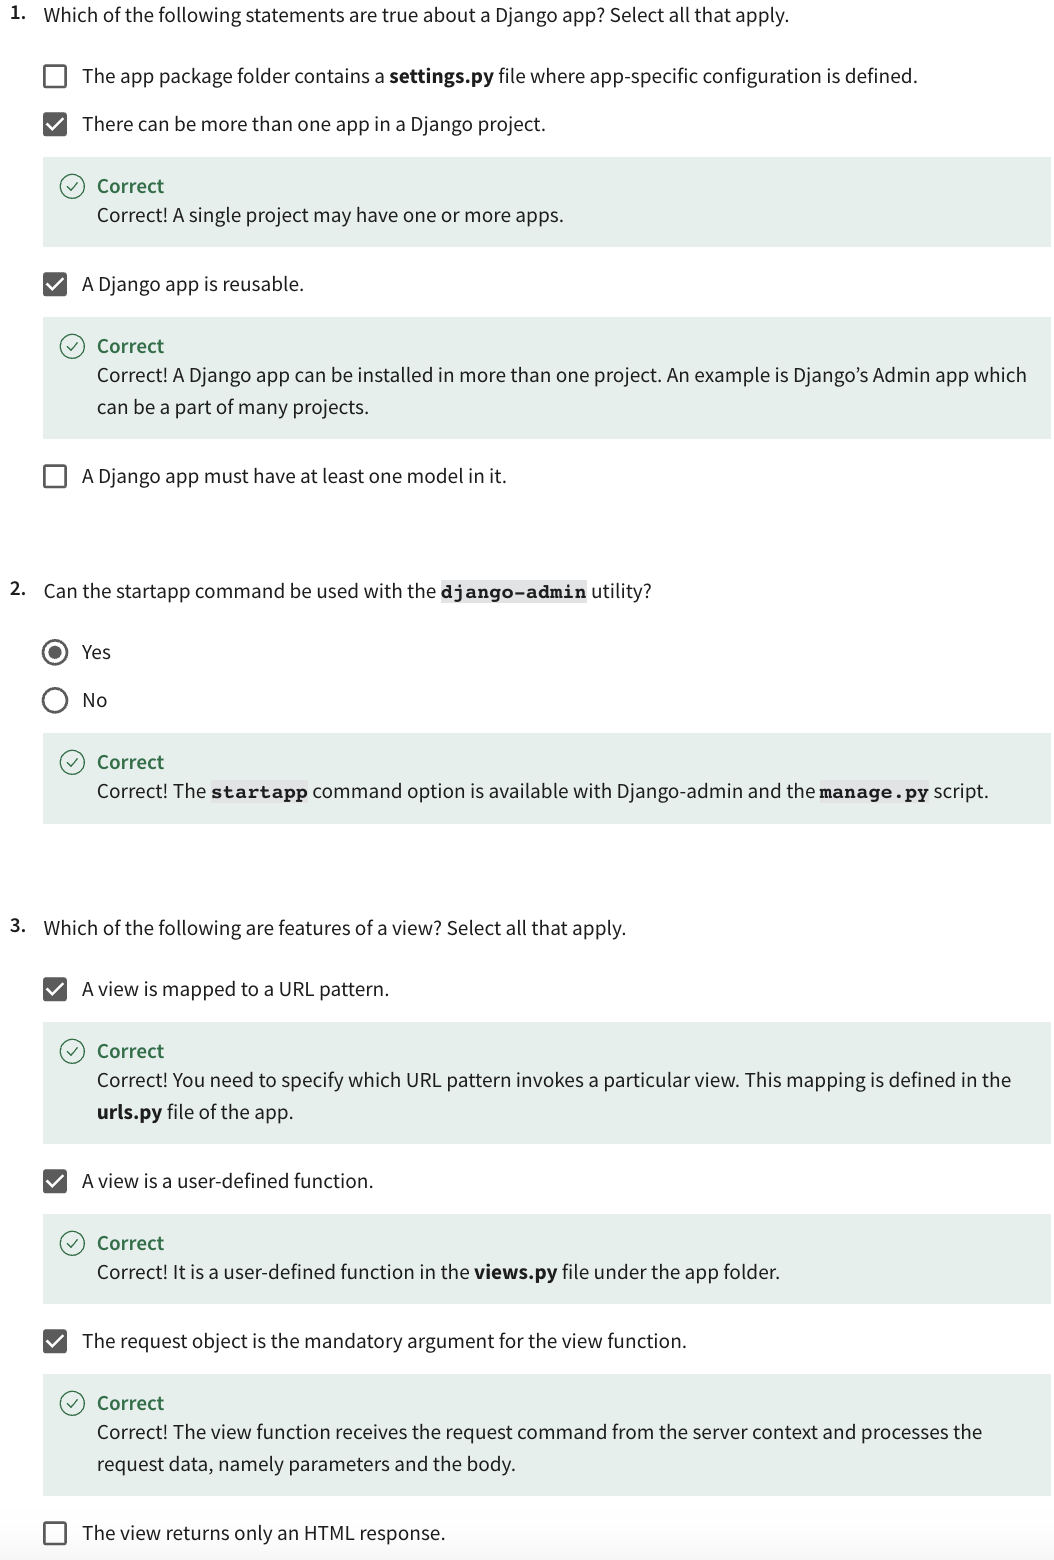 1. Which of the following statements are true about a Django app? Select all that apply.
The app package folder contains a settings.py file where app-specific configuration is defined.
There can be more than one app in a Django project.
Correct
Correct! A single project may have one or more apps.
A Django app is reusable.
Correct
Correct! A Django app can be installed in more than one project. An example is Django’s Admin app which
can be a part of many projects.
A Django app must have at least one model in it.
2. Can the startapp command be used with the django-admin utility?
Yes
No
Correct
Correct! The startapp command option is available with Django-admin and the manage.py script.
3. Which of the following are features of a view? Select all that apply.
A view is mapped to a URL pattern.
Correct
Correct! You need to specify which URL pattern invokes a particular view. This mapping is defined in the
urls.py file of the app.
A view is a user-defined function.
Correct
Correct! It is a user-defined function in the views.py file under the app folder.
The request object is the mandatory argument for the view function.
Correct
Correct! The view function receives the request command from the server context and processes the
request data, namely parameters and the body.
The view returns only an HTML response.